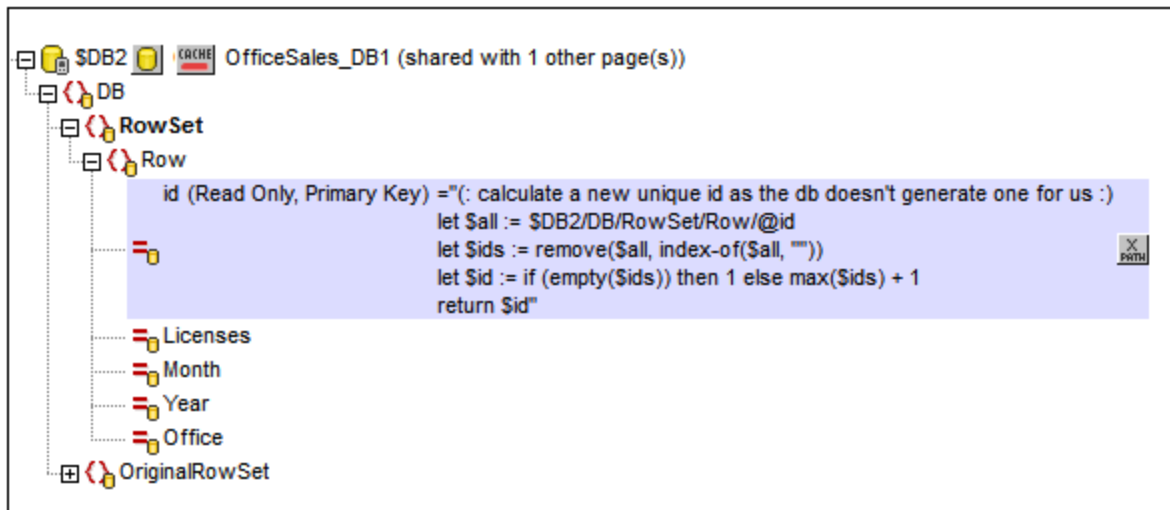 $DB2 CACHE OfficeSales_DB1 (shared with 1 other page(s))
DB
RowSet
Row
id (Read Only, Primary Key) ="(: calculate a new unique id as the db doesn't generate one for us :)
let $all := $DB2/DB/RowSet/Row/@id
let $ids := remove($all, index-of($all, ""))
let $id := if (empty($ids)) then 1 else max($ids) + 1
return $id"
X PATH
Licenses
Month
Year
Office
OriginalRowSet